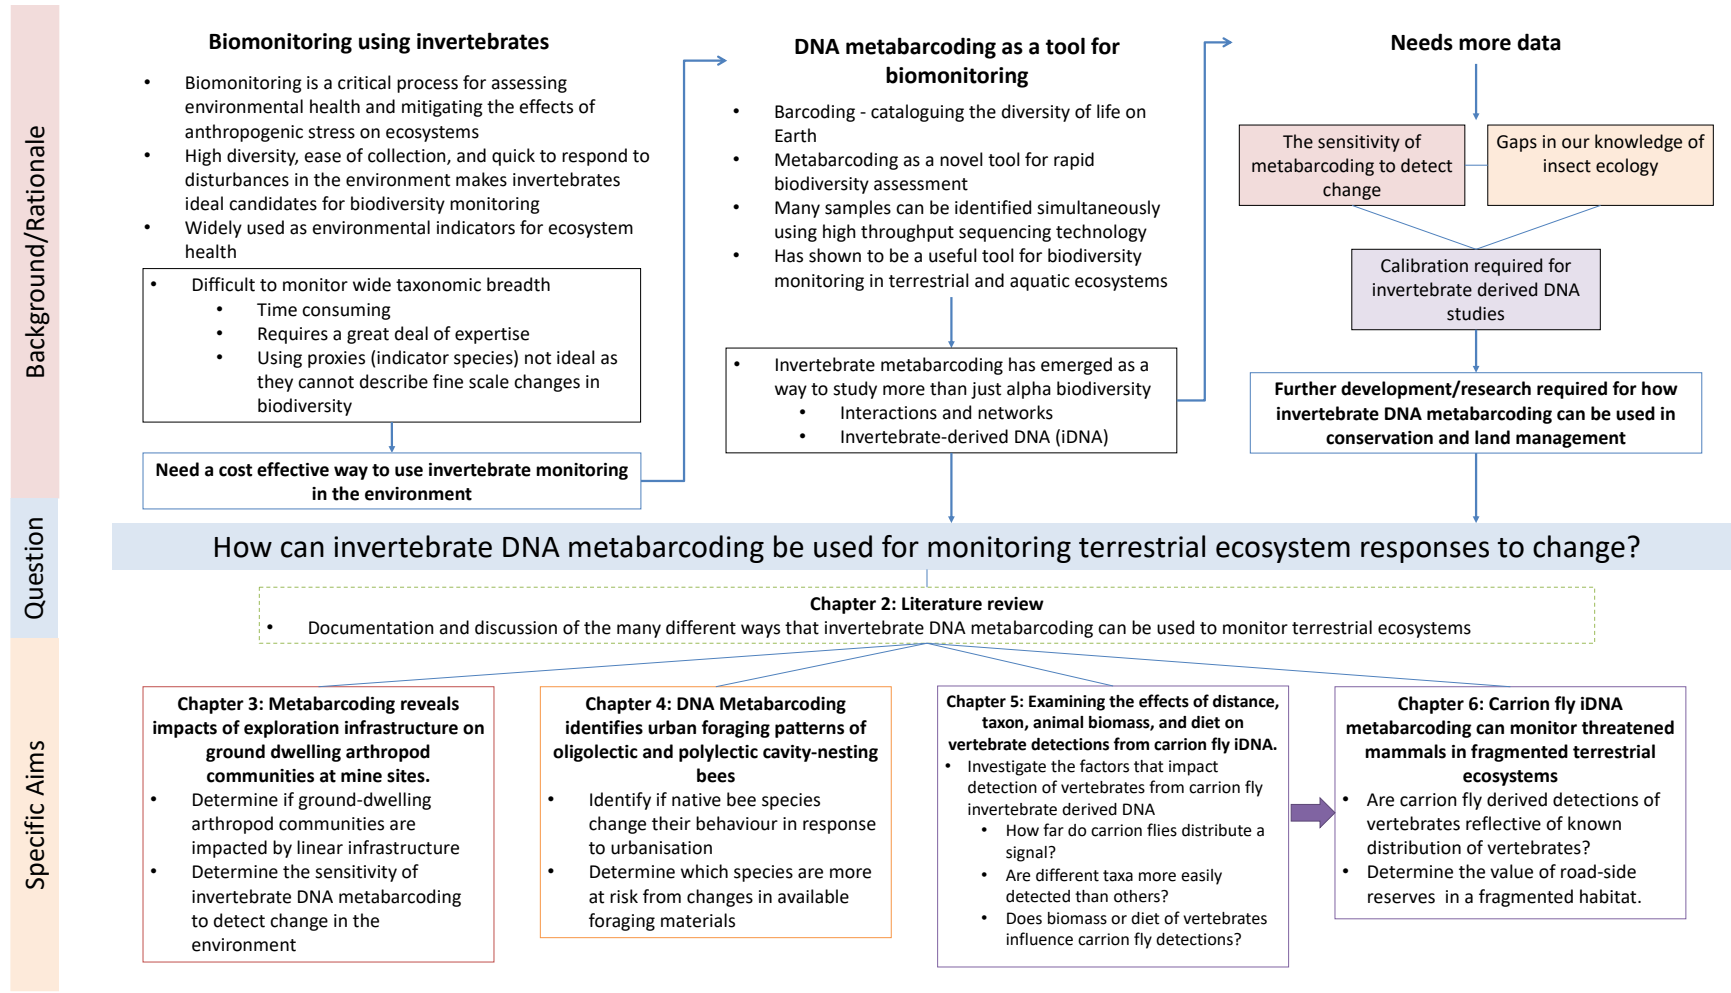 Background/Rationale
Biomonitoring using invertebrates
• Biomonitoring is a critical process for assessing
environmental health and mitigating the effects of
anthropogenic stress on ecosystems
• High diversity, ease of collection, and quick to respond to
disturbances in the environment makes invertebrates
ideal candidates for biodiversity monitoring
• Widely used as environmental indicators for ecosystem
health
• Difficult to monitor wide taxonomic breadth
• Time consuming
• Requires a great deal of expertise
• Using proxies (indicator species) not ideal as
they cannot describe fine scale changes in
biodiversity
Need a cost effective way to use invertebrate monitoring
in the environment
DNA metabarcoding as a tool for
biomonitoring
• Barcoding - cataloguing the diversity of life on
Earth
• Metabarcoding as a novel tool for rapid
biodiversity assessment
• Many samples can be identified simultaneously
using high throughput sequencing technology
• Has shown to be a useful tool for biodiversity
monitoring in terrestrial and aquatic ecosystems
• Invertebrate metabarcoding has emerged as a
way to study more than just alpha biodiversity
• Interactions and networks
• Invertebrate-derived DNA (iDNA)
Needs more data
The sensitivity of
metabarcoding to detect
change
Gaps in our knowledge of
insect ecology
Calibration required for
invertebrate derived DNA
studies
Further development/research required for how
invertebrate DNA metabarcoding can be used in
conservation and land management
Question
How can invertebrate DNA metabarcoding be used for monitoring terrestrial ecosystem responses to change?
Chapter 2: Literature review
• Documentation and discussion of the many different ways that invertebrate DNA metabarcoding can be used to monitor terrestrial ecosystems
Specific Aims
Chapter 3: Metabarcoding reveals
impacts of exploration infrastructure on
ground dwelling arthropod
communities at mine sites.
• Determine if ground-dwelling
arthropod communities are
impacted by linear infrastructure
• Determine the sensitivity of
invertebrate DNA metabarcoding
to detect change in the
environment
Chapter 4: DNA Metabarcoding
identifies urban foraging patterns of
oligolectic and polylectic cavity-nesting
bees
• Identify if native bee species
change their behaviour in response
to urbanisation
• Determine which species are more
at risk from changes in available
foraging materials
Chapter 5: Examining the effects of distance,
taxon, animal biomass, and diet on
vertebrate detections from carrion fly iDNA.
• Investigate the factors that impact
detection of vertebrates from carrion fly
invertebrate derived DNA
• How far do carrion flies distribute a
signal?
• Are different taxa more easily
detected than others?
• Does biomass or diet of vertebrates
influence carrion fly detections?
Chapter 6: Carrion fly iDNA
metabarcoding can monitor threatened
mammals in fragmented terrestrial
ecosystems
• Are carrion fly derived detections of
vertebrates reflective of known
distribution of vertebrates?
• Determine the value of road-side
reserves in a fragmented habitat.